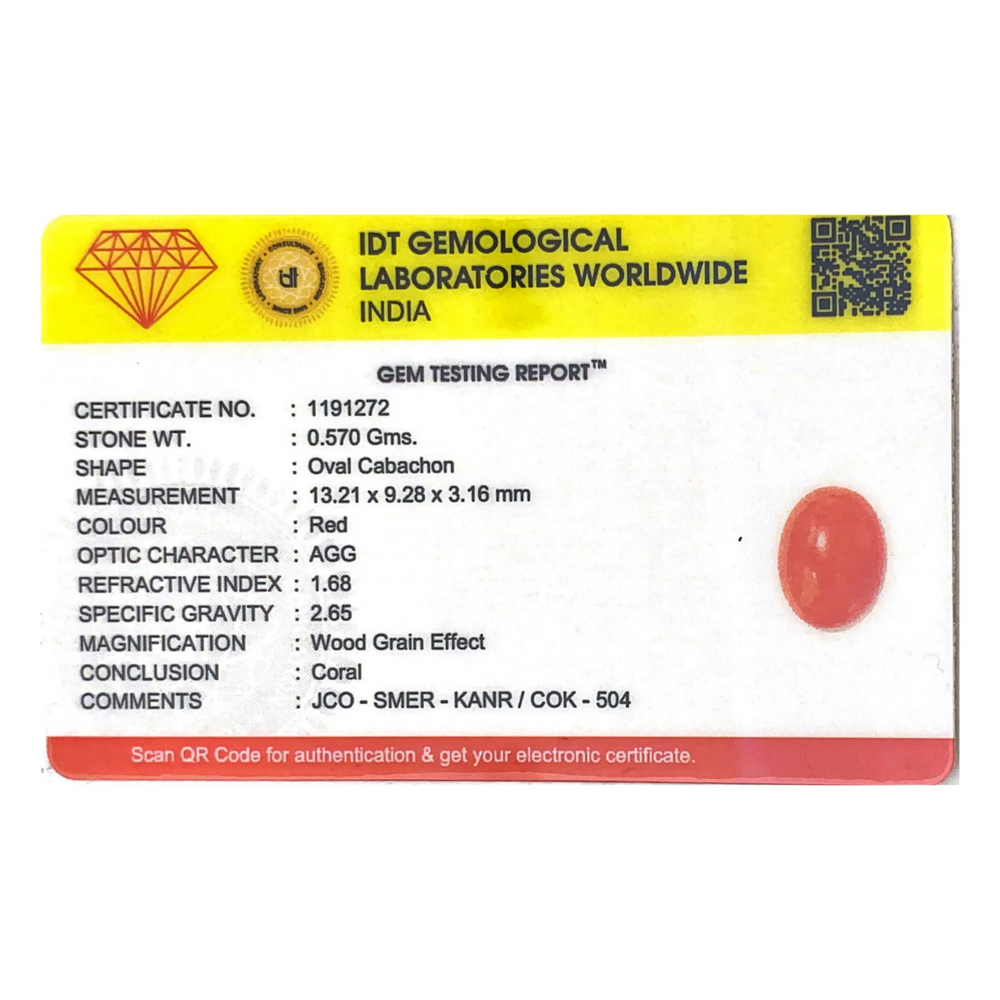 IDT GEMOLOGICAL
LABORATORIES WORLDWIDE
INDIA
GEM TESTING REPORT™
CERTIFICATE NO. : 1191272
STONE WT. : 0.570 Gms.
SHAPE : Oval Cabachon
MEASUREMENT : 13.21 x 9.28 x 3.16 mm
COLOUR : Red
OPTIC CHARACTER : AGG
REFRACTIVE INDEX : 1.68
SPECIFIC GRAVITY : 2.65
MAGNIFICATION : Wood Grain Effect
CONCLUSION : Coral
COMMENTS : JCO - SMER - KANR / COK - 504
Scan QR Code for authentication & get your electronic certificate.